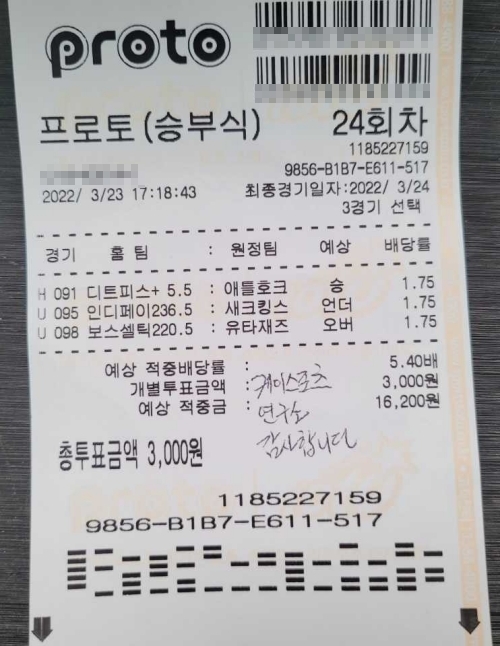 proto
프로토(승부식) 24회차
1185227159
9856-B1B7-E611-517
2022/ 3/23 17:18:43 최종경기일자:2022/ 3/24
3경기 선택
경기 홈 팀 : 원정팀 예상 배당률
H 091 디트피스+ 5.5 : 애틀호크 승 1.75
U 095 인디페이236.5 : 새크킹스 언더 1.75
U 098 보스셀틱220.5 : 유타재즈 오버 1.75
예상 적중배당률 : 5.40배
개별투표금액 : 3,000원
예상 적중금 : 16,200원
케이스포츠
연구소
감사합니다
총투표금액 3,000원
1185227159
9856-B1B7-E611-517